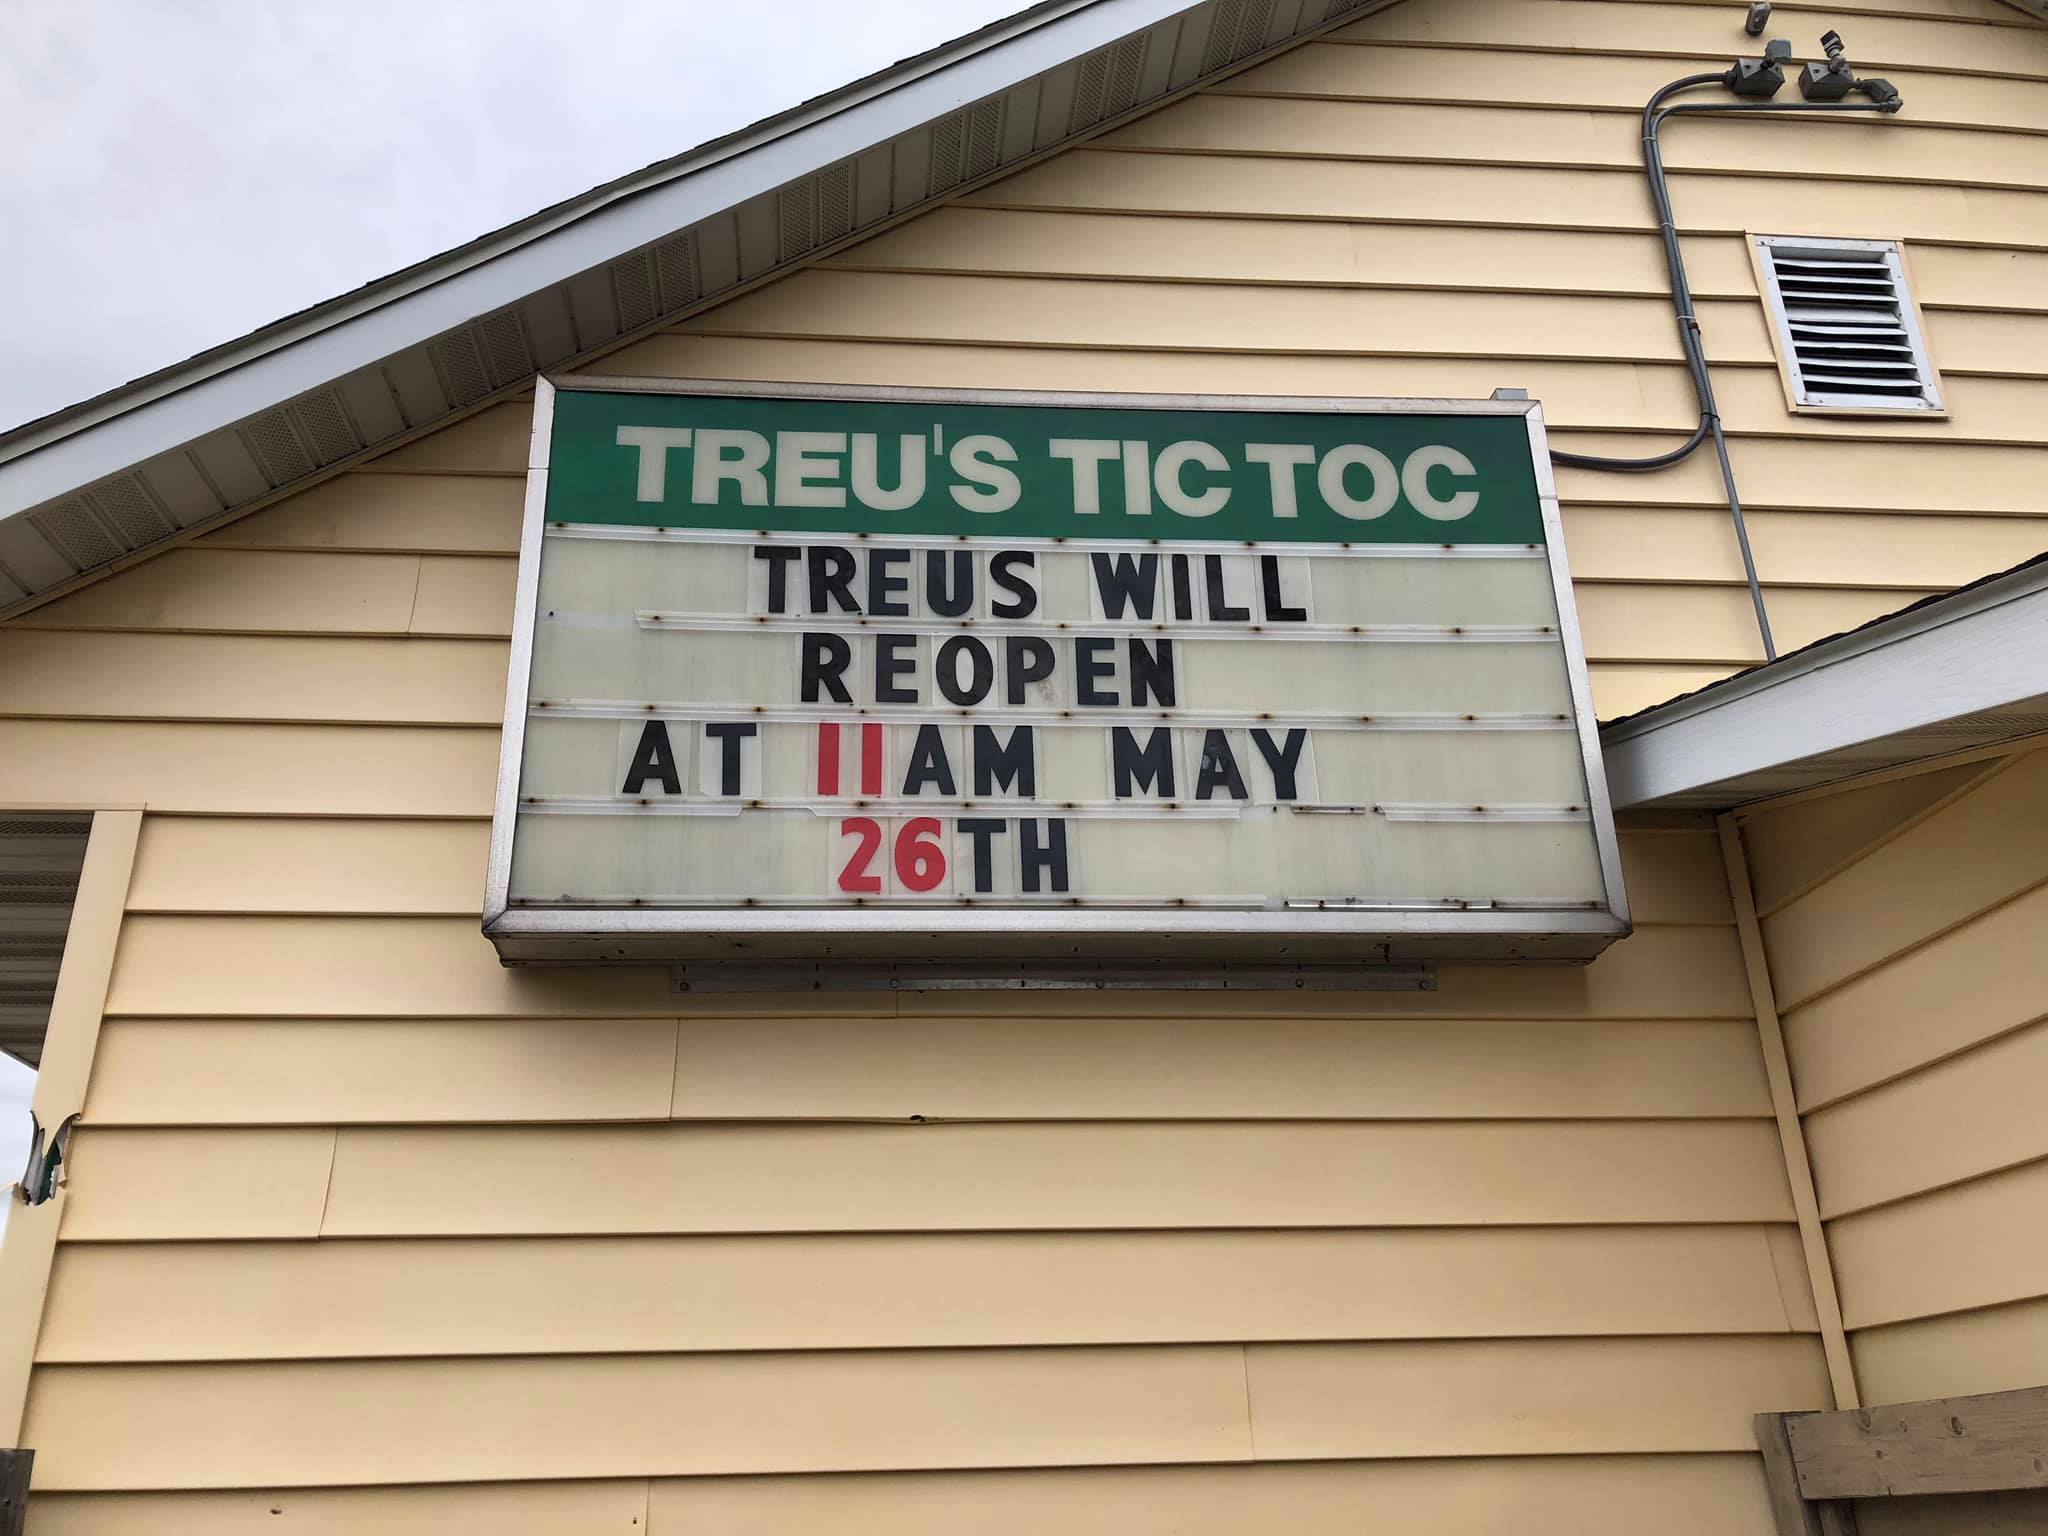 TREU'S TIC TOC
TREUS WILL
REOPEN
AT 11AM MAY
26TH